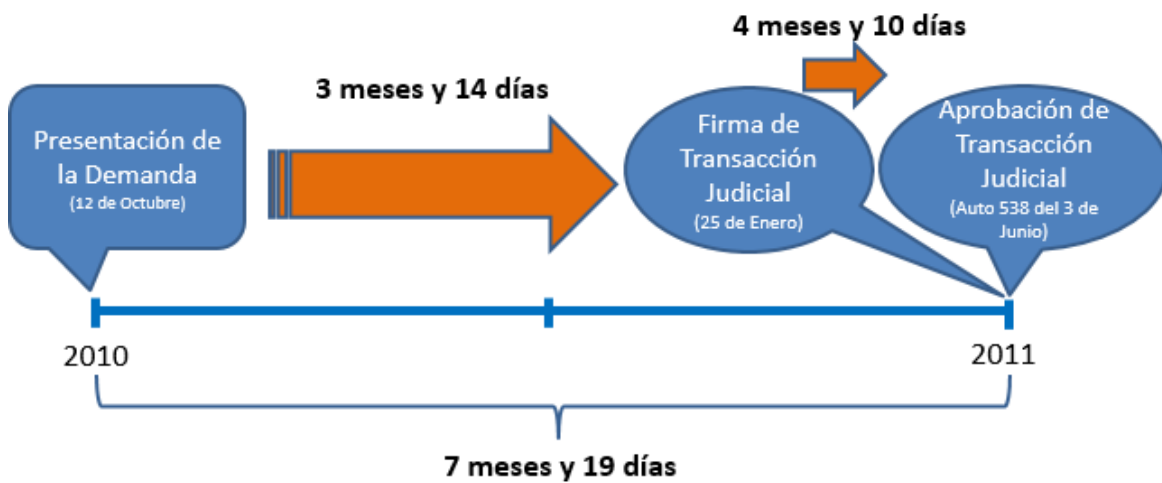 4 meses y 10 días
3 meses y 14 días
Presentación de
la Demanda
(12 de Octubre)
Firma de
Transacción
Judicial
(25 de Enero)
Aprobación de
Transacción
Judicial
(Auto 538 del 3 de
Junio)
2010
2011
7 meses y 19 días